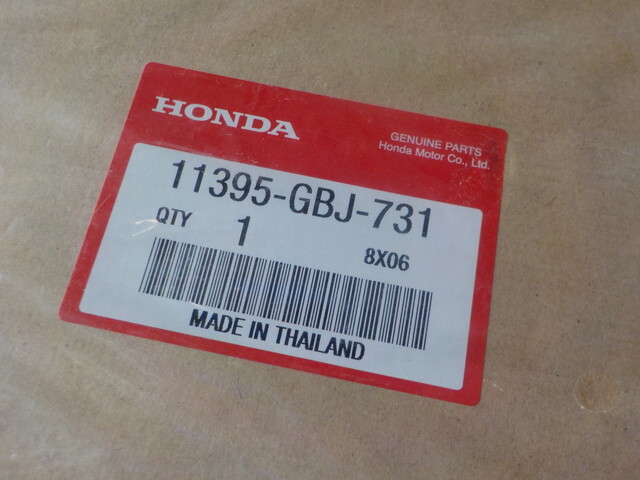 HONDA
GENUINE PARTS
Honda Motor Co., Ltd.
11395-GBJ-731
QTY 1 8X06
MADE IN THAILAND